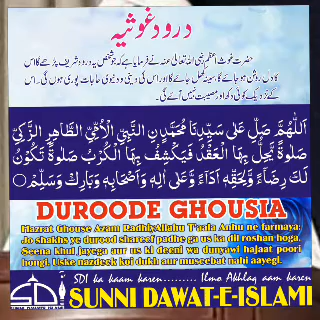 درود غوثیہ
حضرت غوث اعظم رضی اللہ تعالیٰ عنہ نے فرمایا ہے کہ جو شخص یہ درود شریف پڑھے گا اس
کا دل روشن ہو جائے گا سینہ کھل جائے گا اور اس کی دینی و دنیوی حاجات پوری ہوں گی۔ اس
کے نزدیک کوئی دکھ اور مصیبت نہیں آئے گی۔
اَللّٰهُمَّ صَلِّ عَلٰى سَيِّدِنَا مُحَمَّدِنِ النَّبِيِّ الْاُمِّيِّ الطَّاهِرِ الزَّكِيِّ
صَلٰوةً تُحَلُّ بِهَا الْعُقَدُ فَيَكْشِفُ بِهَا الْكُرَبُ صَلٰوةً تَكُوْنُ
لَكَ رِضَاءً وَّلِحَقِّهٖ اَدَاءً وَّعَلٰى اٰلِهٖ وَاَصْحَابِهٖ وَبَارِكْ وَسَلِّمْ
DUROODE GHOUSIA
Hazrat Ghouse Azam RadhiyAllahu Ta'aala Anhu ne farmaya:
Jo shakhs ye durood shareef padhe ga us ka dil roshan hoga.
Seena khul jayega aur us ki deeni wa dunyawi hajaat poori
hongi. Uske nazdeek koi dukh aur museebat nahi aayegi.
SDI ka kaam karen.......... Ilmo Akhlaq aam karen
SUNNI DAWAT-E-ISLAMI